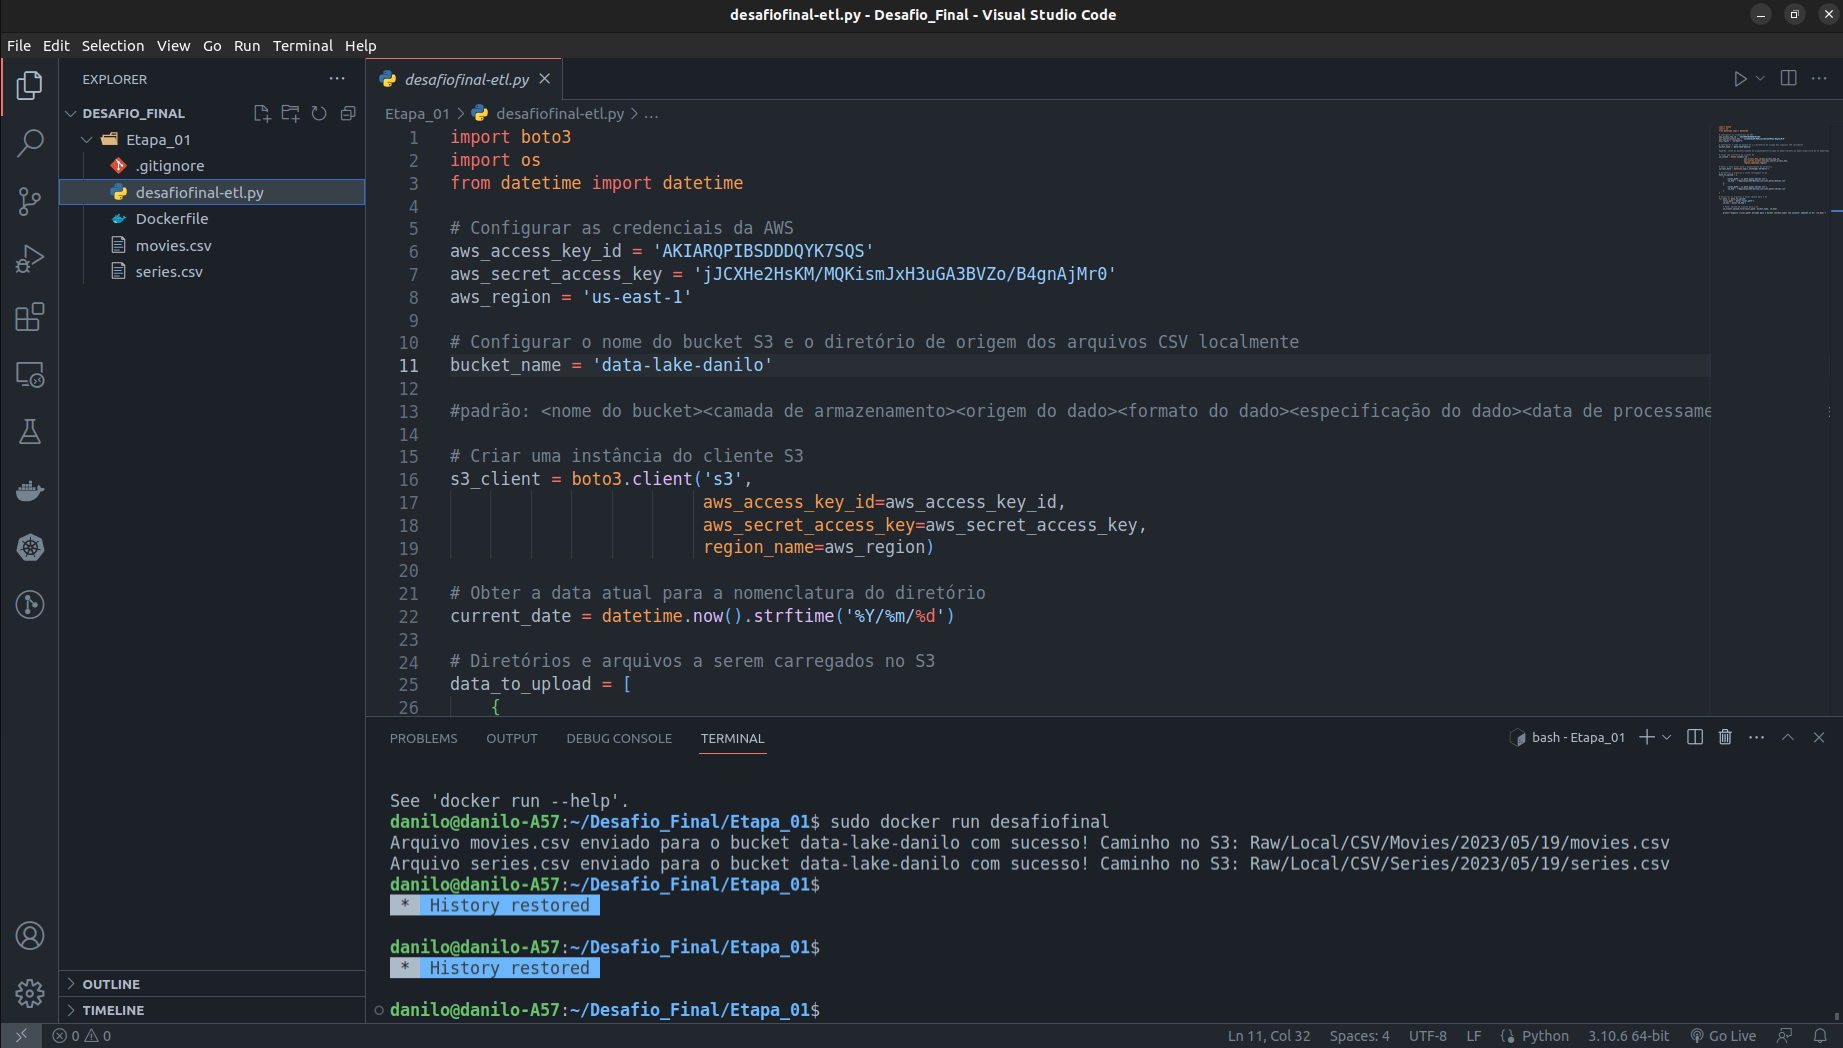 desafiofinal-etl.py - Desafio_Final - Visual Studio Code
File Edit Selection View Go Run Terminal Help
EXPLORER
DESAFIO_FINAL
Etapa_01
.gitignore
desafiofinal-etl.py
Dockerfile
movies.csv
series.csv
OUTLINE
TIMELINE
desafiofinal-etl.py
Etapa_01 > desafiofinal-etl.py > ...
1 import boto3
2 import os
3 from datetime import datetime
4
5 # Configurar as credenciais da AWS
6 aws_access_key_id = 'AKIARQPIBSDDDQYK7SQS'
7 aws_secret_access_key = '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'
8 aws_region = 'us-east-1'
9
10 # Configurar o nome do bucket S3 e o diretório de origem dos arquivos CSV localmente
11 bucket_name = 'data-lake-danilo'
12
13 #padrão: <nome do bucket><camada de armazenamento><origem do dado><formato do dado><especificação do dado><data de processame
14
15 # Criar uma instância do cliente S3
16 s3_client = boto3.client('s3',
17 aws_access_key_id=aws_access_key_id,
18 aws_secret_access_key=aws_secret_access_key,
19 region_name=aws_region)
20
21 # Obter a data atual para a nomenclatura do diretório
22 current_date = datetime.now().strftime('%Y/%m/%d')
23
24 # Diretórios e arquivos a serem carregados no S3
25 data_to_upload = [
26 {
PROBLEMS OUTPUT DEBUG CONSOLE TERMINAL
bash - Etapa_01
See 'docker run --help'.
danilo@danilo-A57:~/Desafio_Final/Etapa_01$ sudo docker run desafiofinal
Arquivo movies.csv enviado para o bucket data-lake-danilo com sucesso! Caminho no S3: Raw/Local/CSV/Movies/2023/05/19/movies.csv
Arquivo series.csv enviado para o bucket data-lake-danilo com sucesso! Caminho no S3: Raw/Local/CSV/Series/2023/05/19/series.csv
danilo@danilo-A57:~/Desafio_Final/Etapa_01$
* History restored
danilo@danilo-A57:~/Desafio_Final/Etapa_01$
* History restored
danilo@danilo-A57:~/Desafio_Final/Etapa_01$
0 0
Ln 11, Col 32 Spaces: 4 UTF-8 LF Python 3.10.6 64-bit Go Live